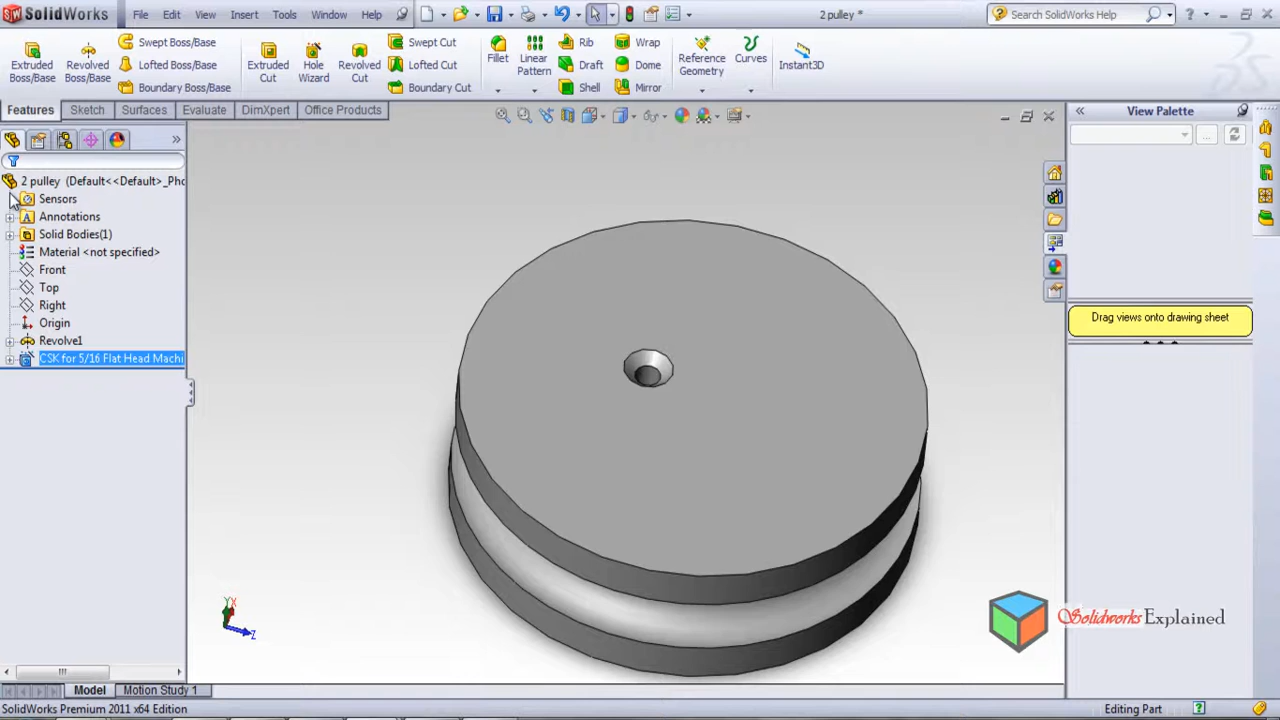 SolidWorks File Edit View Insert Tools Window Help 2 pulley * Search SolidWorks Help
Extruded Boss/Base
Revolved Boss/Base
Swept Boss/Base
Lofted Boss/Base
Boundary Boss/Base
Extruded Cut
Hole Wizard
Revolved Cut
Swept Cut
Lofted Cut
Boundary Cut
Fillet
Linear Pattern
Rib
Draft
Shell
Wrap
Dome
Mirror
Reference Geometry
Curves
Instant3D
Features Sketch Surfaces Evaluate DimXpert Office Products
View Palette
2 pulley (Default<<Default>_Pho
Sensors
Annotations
Solid Bodies(1)
Material <not specified>
Front
Top
Right
Origin
Revolve1
CSK for 5/16 Flat Head Machi
Drag views onto drawing sheet
Y X
Z
Solidworks Explained
Model Motion Study 1
SolidWorks Premium 2011 x64 Edition Editing Part